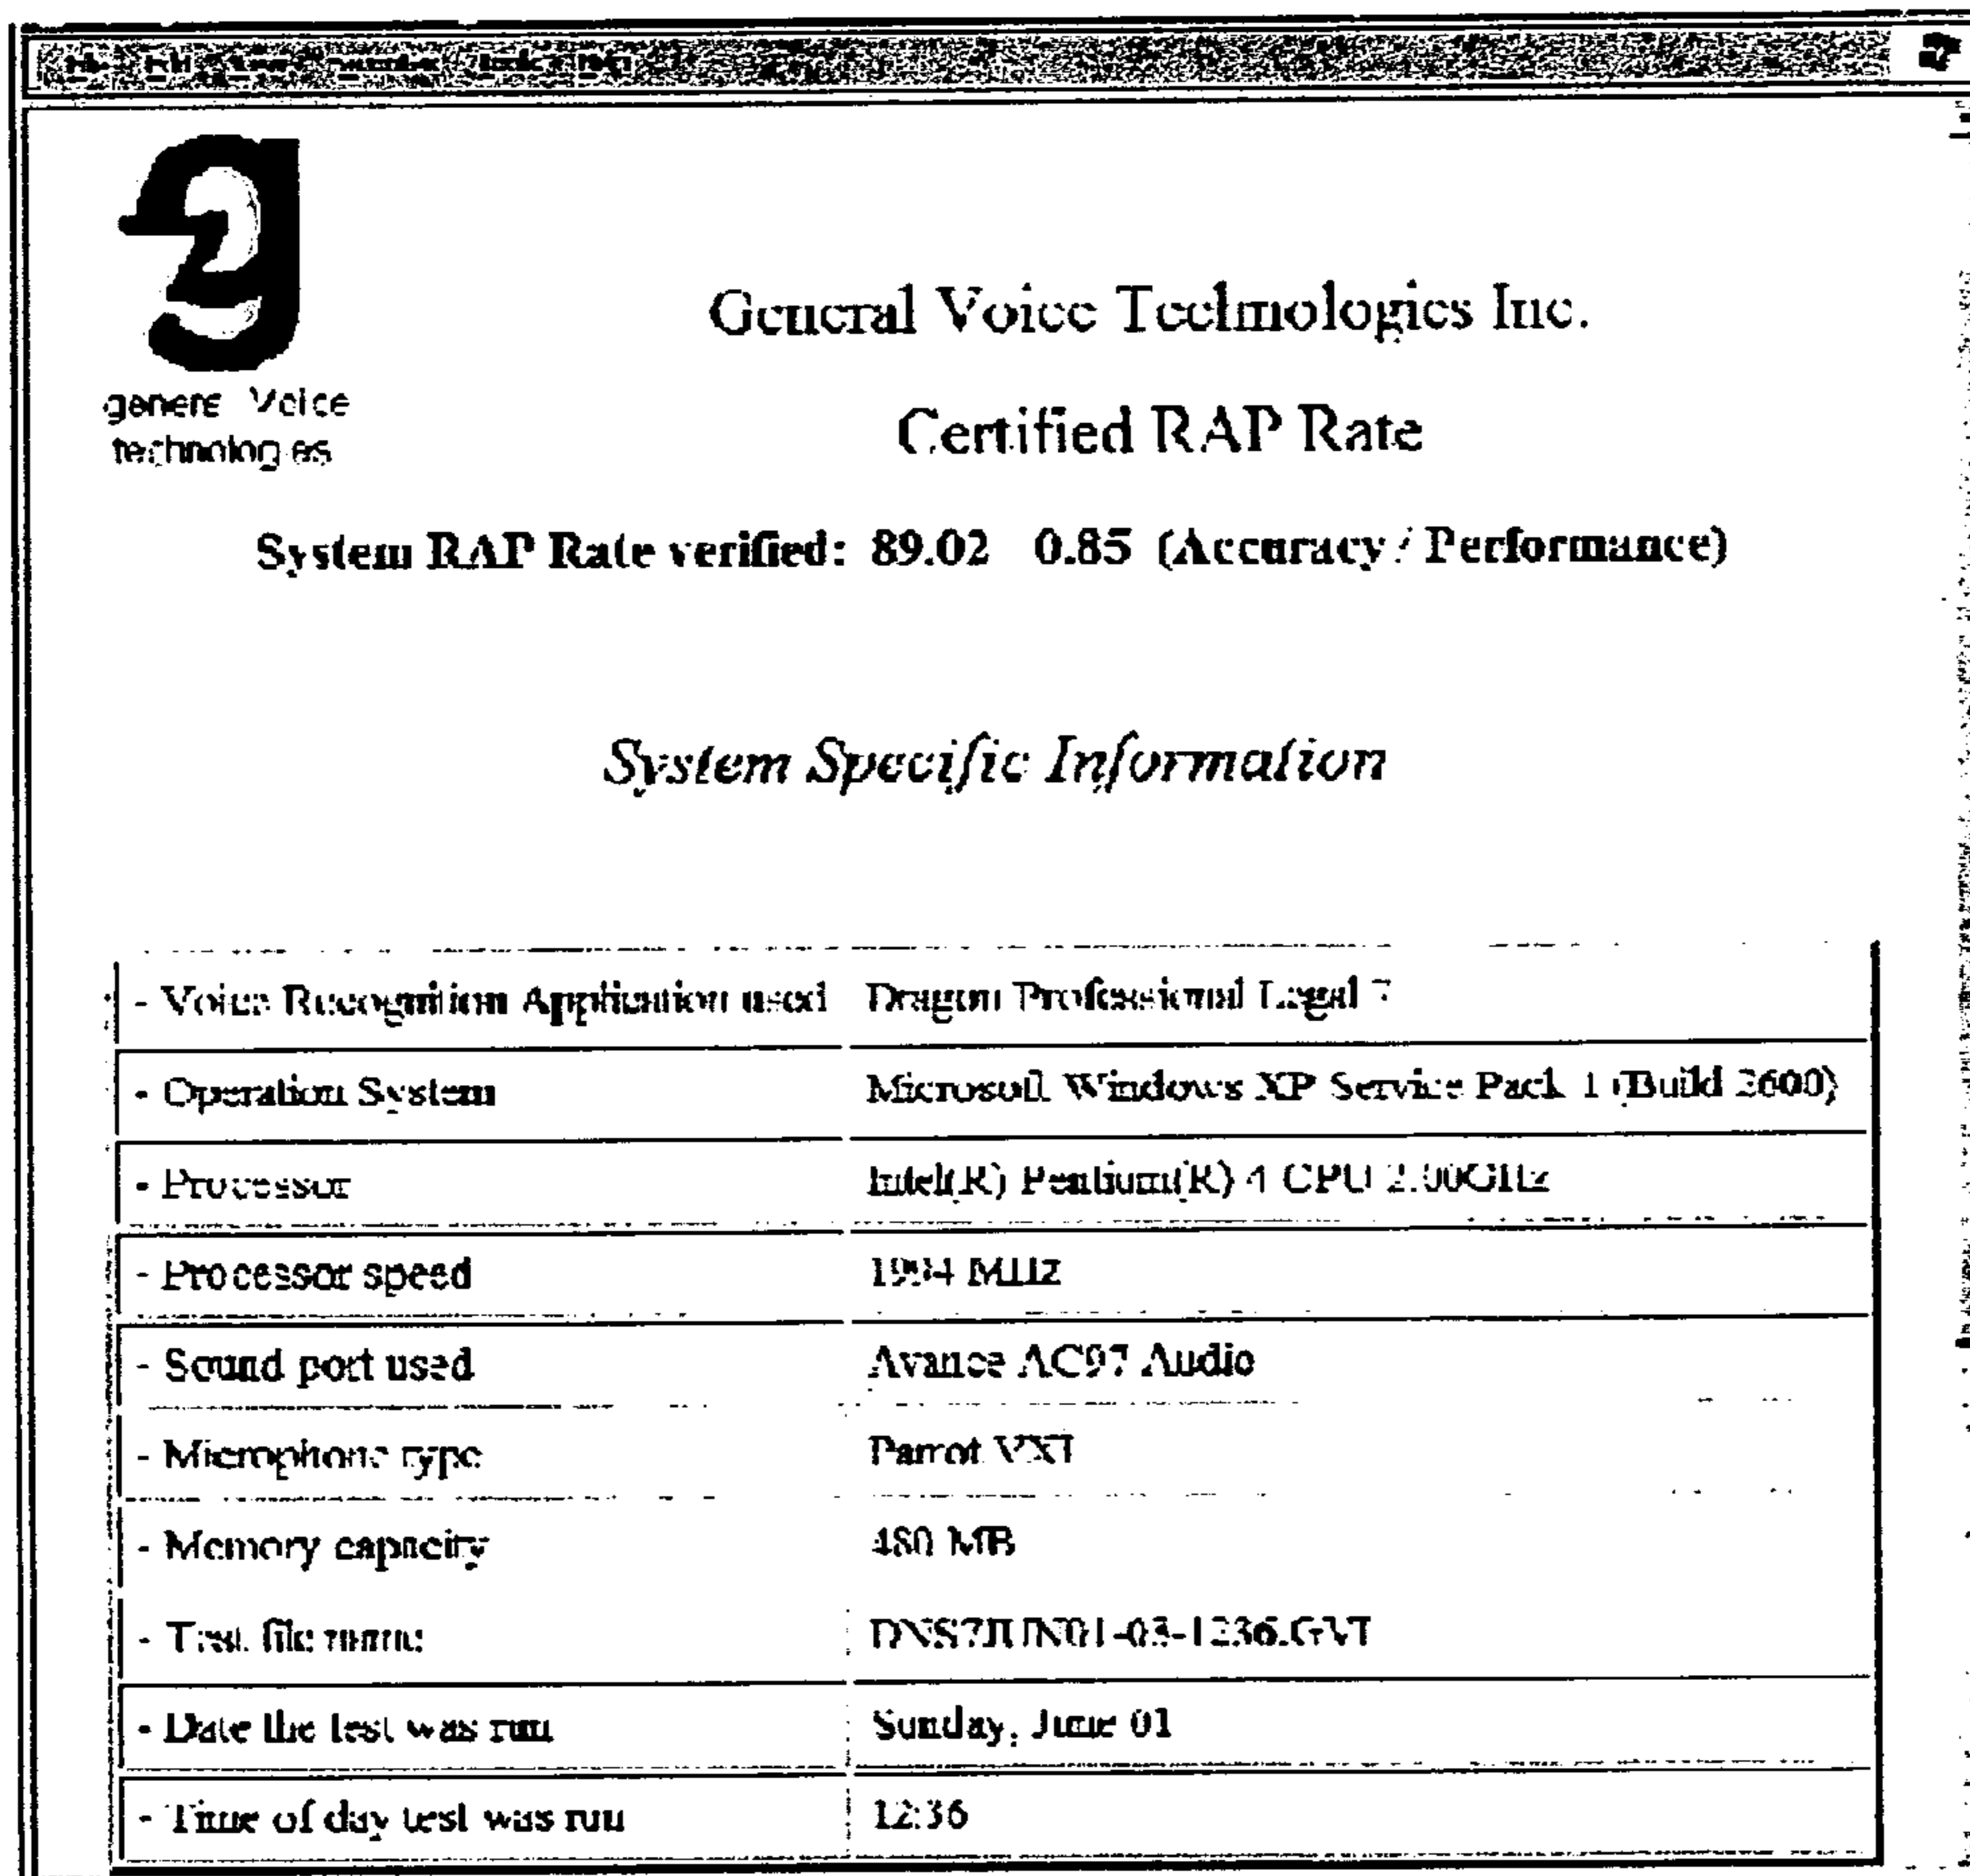 general Voice
technologies
General Voice Technologies Inc.
Certified RAP Rate
System RAP Rate verified: 89.02 0.85 (Accuracy / Performance)
System Specific Information
- Voice Recognition Application used Dragon Professional Legal 7
- Operation System Microsoft Windows XP Service Pack 1 (Build 2600)
- Processor Intel(R) Pentium(R) 4 CPU 2.00GHz
- Processor speed 1994 MHz
- Sound port used Avance AC97 Audio
- Microphone type Parrot VXI
- Memory capacity 480 MB
- Test file name DNS7JUN01-03-1236.GVT
- Date the test was run Sunday, June 01
- Time of day test was run 12:36